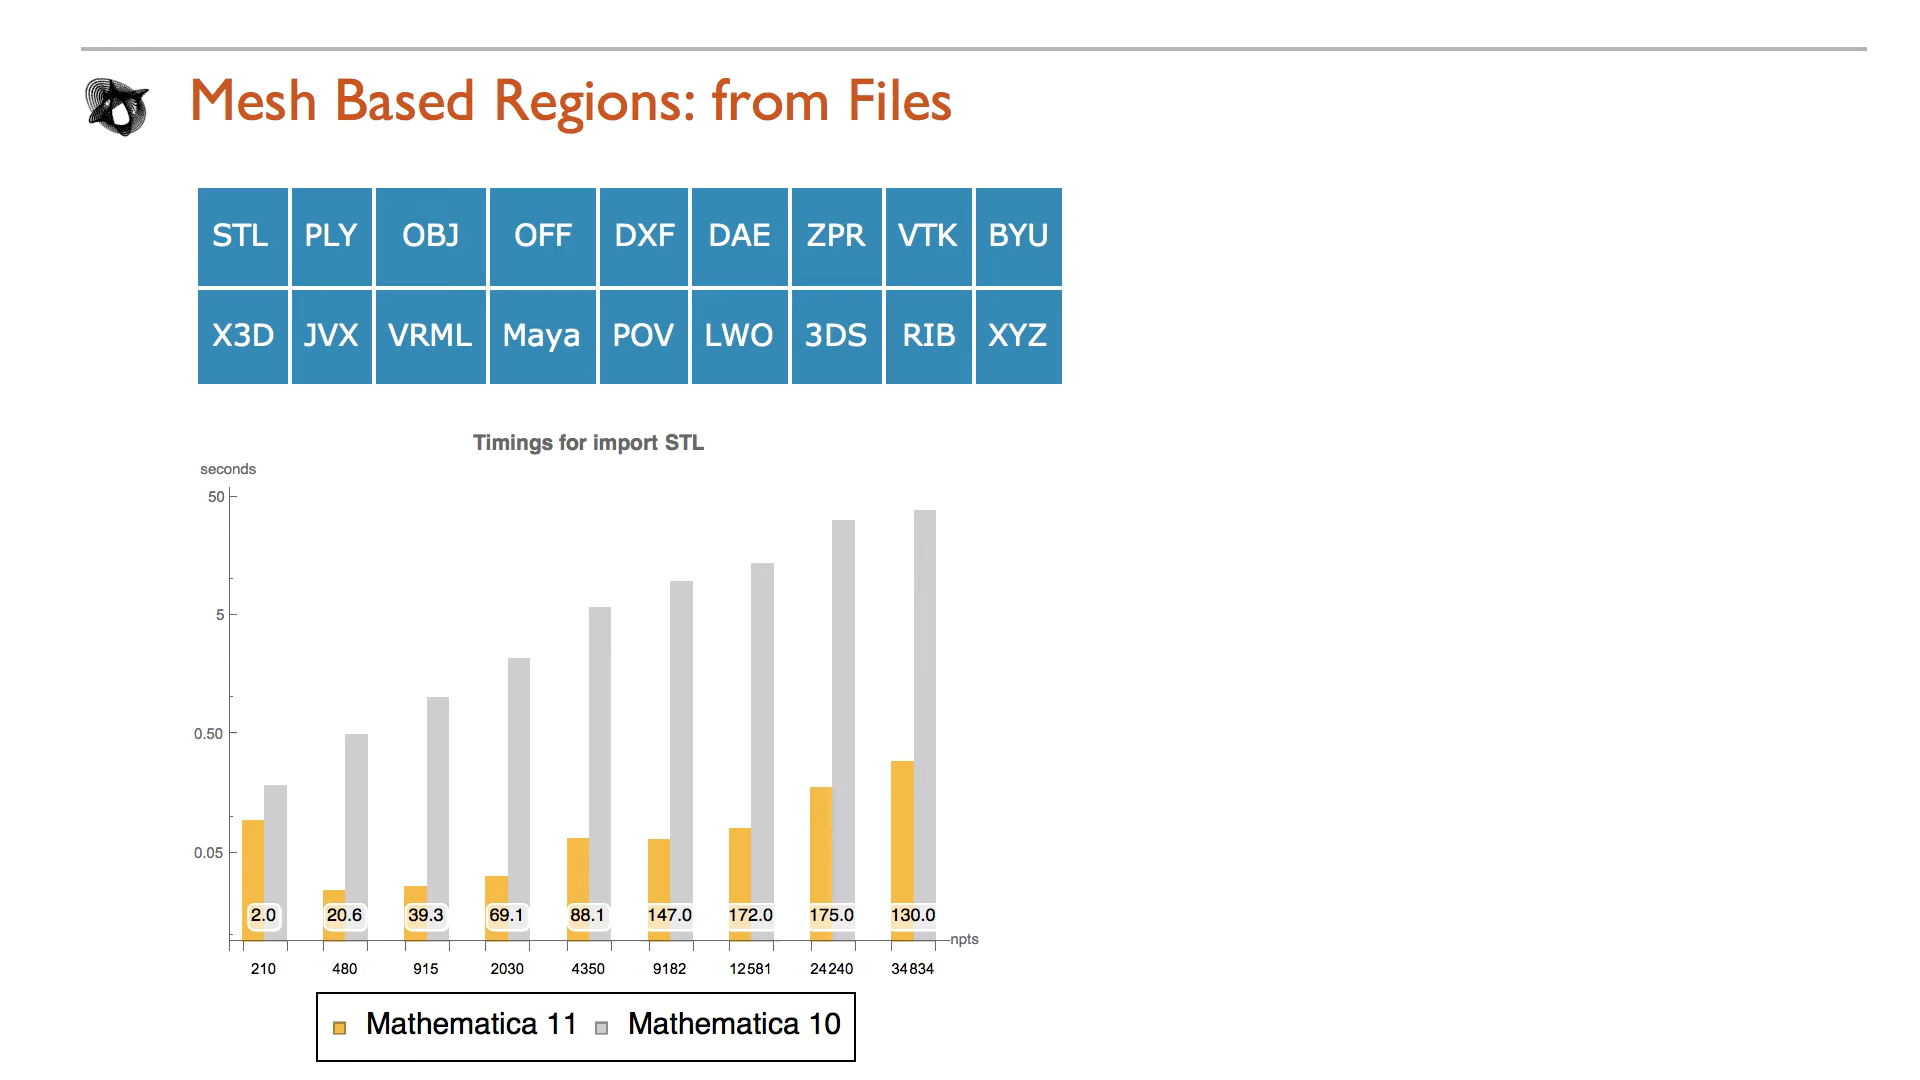 Mesh Based Regions: from Files
STL PLY OBJ OFF DXF DAE ZPR VTK BYU
X3D JVX VRML Maya POV LWO 3DS RIB XYZ
Timings for import STL
seconds
50
5
0.50
0.05
2.0 20.6 39.3 69.1 88.1 147.0 172.0 175.0 130.0
npts
210 480 915 2030 4350 9182 12581 24240 34834
Mathematica 11 Mathematica 10